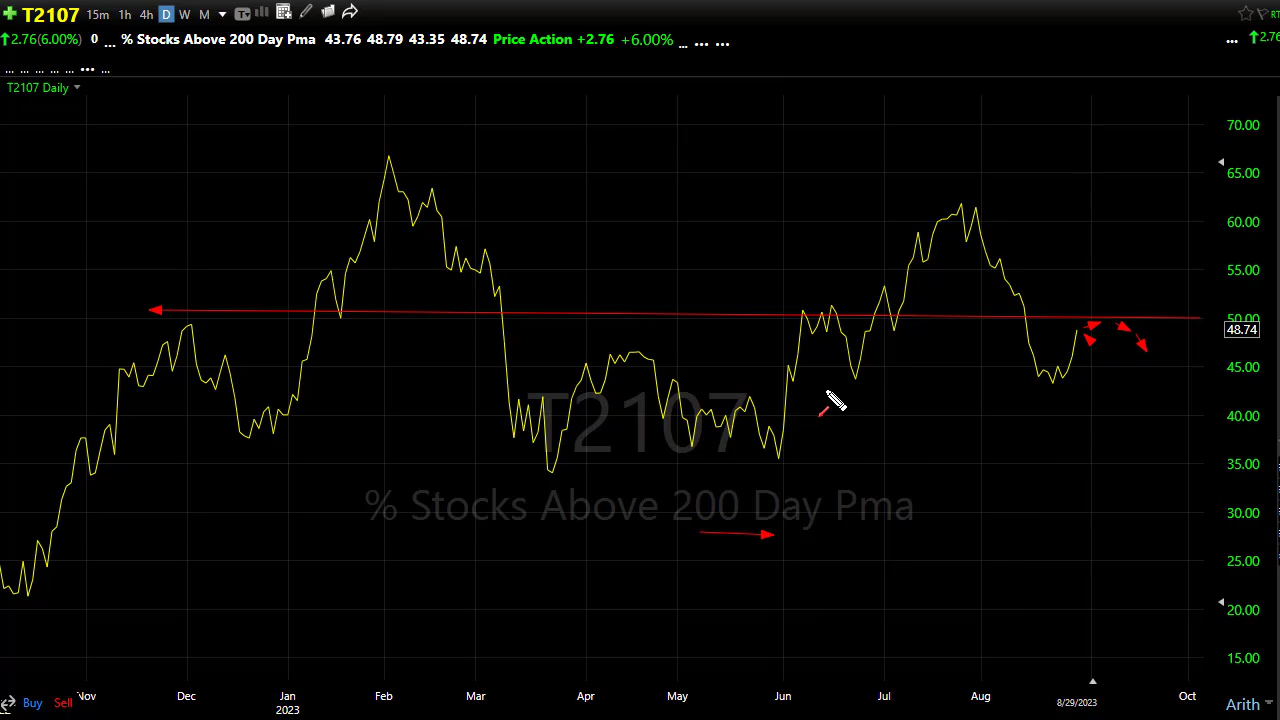 T2107 15m 1h 4h D W M T RT
2.76(6.00%) 0 ... % Stocks Above 200 Day Pma 43.76 48.79 43.35 48.74 Price Action +2.76 +6.00% ... ... ... ... 2.76
... ... ... ... ... ... ...
T2107 Daily
70.00
65.00
60.00
55.00
50.00
48.74
45.00
40.00
T2107
35.00
% Stocks Above 200 Day Pma
30.00
25.00
20.00
15.00
Nov Dec Jan Feb Mar Apr May Jun Jul Aug Oct
Buy Sell 2023 8/29/2023 Arith